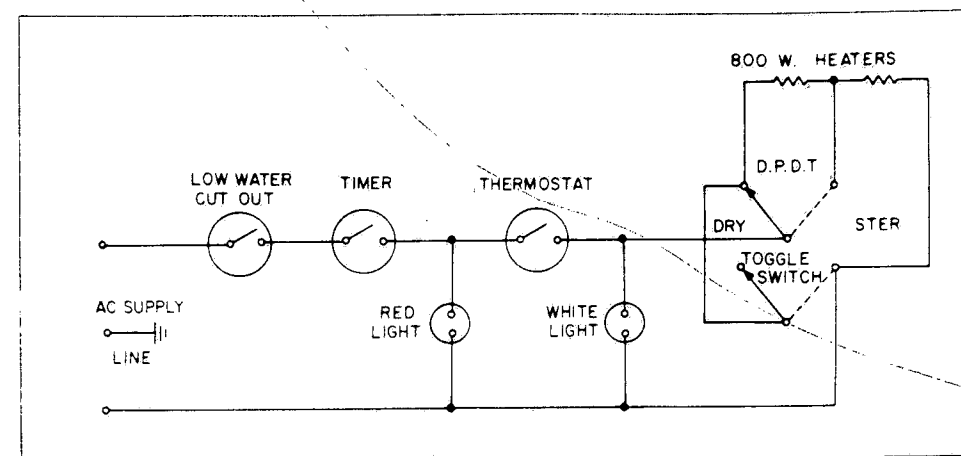 800 W. HEATERS
D.P.D.T
LOW WATER
CUT OUT
TIMER
THERMOSTAT
DRY
STER
TOGGLE
SWITCH
AC SUPPLY
LINE
RED
LIGHT
WHITE
LIGHT